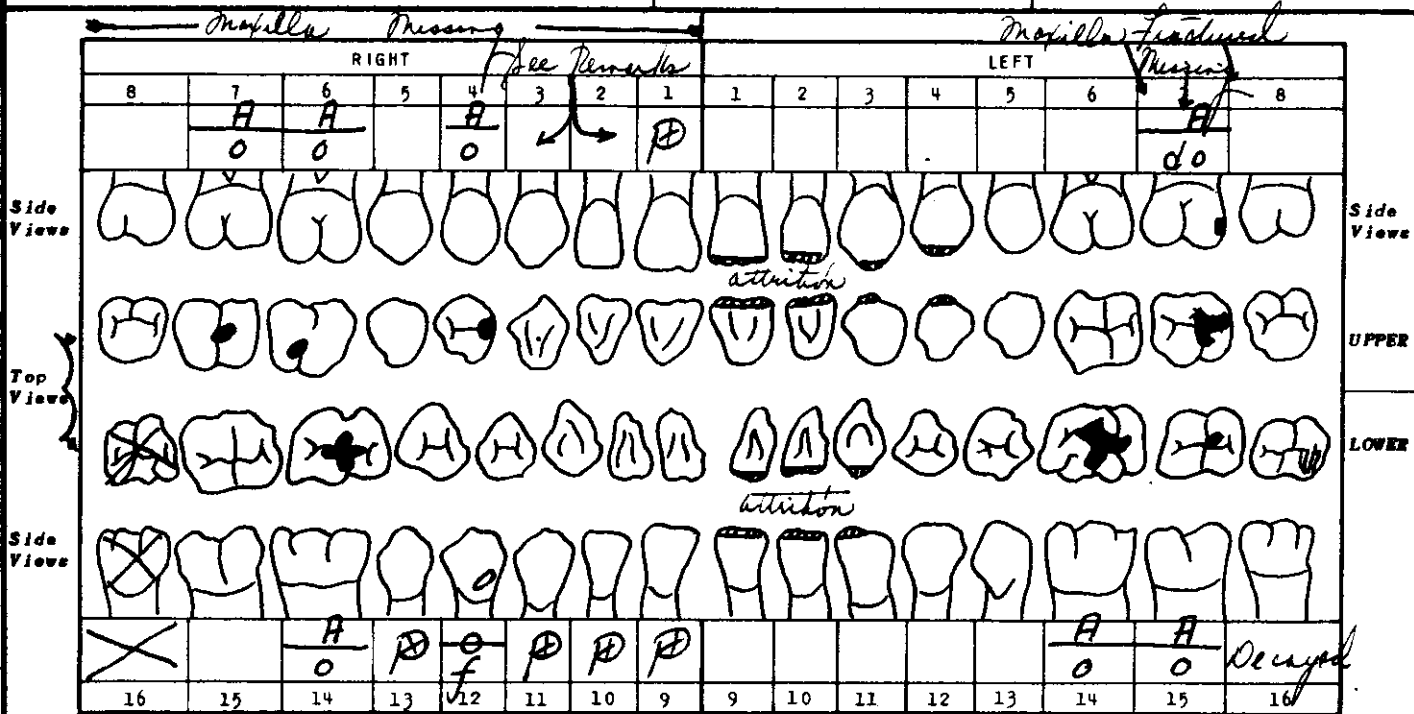 Maxilla Missing Maxilla Fractured
RIGHT See Remarks LEFT Missing
8 7 6 5 4 3 2 1 1 2 3 4 5 6 7 8
A A A A
O O O do
Side Views Side Views
attrition
UPPER
Top Views
LOWER
attrition
Side Views
A A A Decayed
O f O O
16 15 14 13 12 11 10 9 9 10 11 12 13 14 15 16